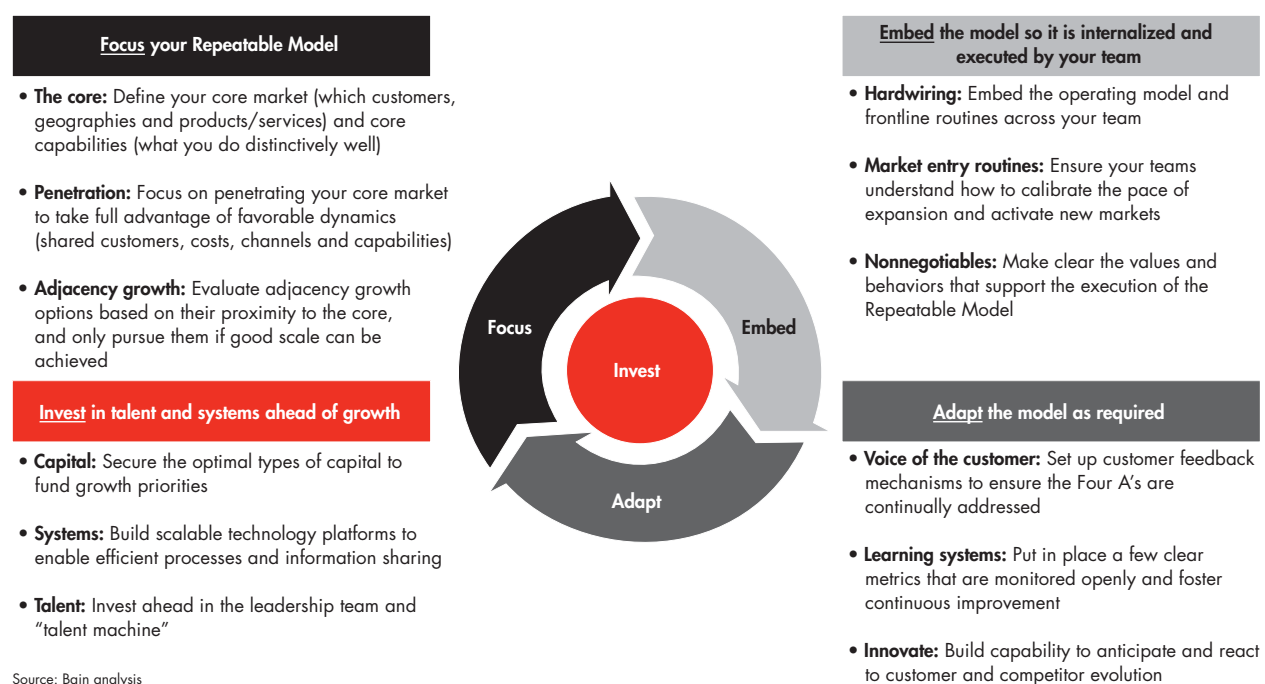 Focus your Repeatable Model
• The core: Define your core market (which customers,
geographies and products/services) and core
capabilities (what you do distinctively well)
• Penetration: Focus on penetrating your core market
to take full advantage of favorable dynamics
(shared customers, costs, channels and capabilities)
• Adjacency growth: Evaluate adjacency growth
options based on their proximity to the core,
and only pursue them if good scale can be
achieved
Invest in talent and systems ahead of growth
• Capital: Secure the optimal types of capital to
fund growth priorities
• Systems: Build scalable technology platforms to
enable efficient processes and information sharing
• Talent: Invest ahead in the leadership team and
“talent machine”
Source: Bain analysis
Focus
Embed
Invest
Adapt
Embed the model so it is internalized and
executed by your team
• Hardwiring: Embed the operating model and
frontline routines across your team
• Market entry routines: Ensure your teams
understand how to calibrate the pace of
expansion and activate new markets
• Nonnegotiables: Make clear the values and
behaviors that support the execution of the
Repeatable Model
Adapt the model as required
• Voice of the customer: Set up customer feedback
mechanisms to ensure the Four A’s are
continually addressed
• Learning systems: Put in place a few clear
metrics that are monitored openly and foster
continuous improvement
• Innovate: Build capability to anticipate and react
to customer and competitor evolution